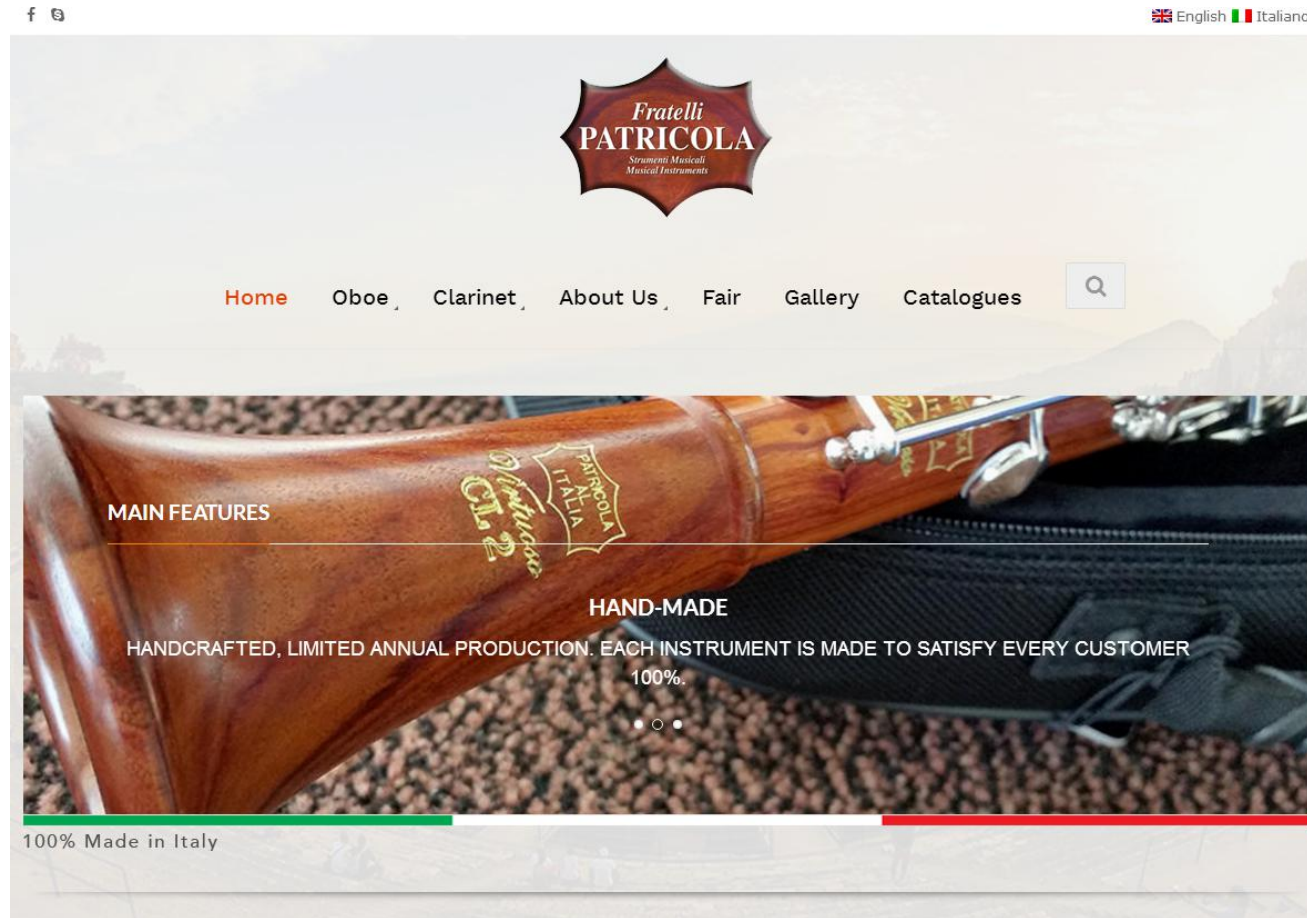 English Italiano
Fratelli
PATRICOLA
Strumenti Musicali
Musical Instruments
Home Oboe Clarinet About Us Fair Gallery Catalogues
PATRICOLA
AL
ITALIA
Virtuoso
CL.2
MAIN FEATURES
HAND-MADE
HANDCRAFTED, LIMITED ANNUAL PRODUCTION. EACH INSTRUMENT IS MADE TO SATISFY EVERY CUSTOMER
100%.
100% Made in Italy